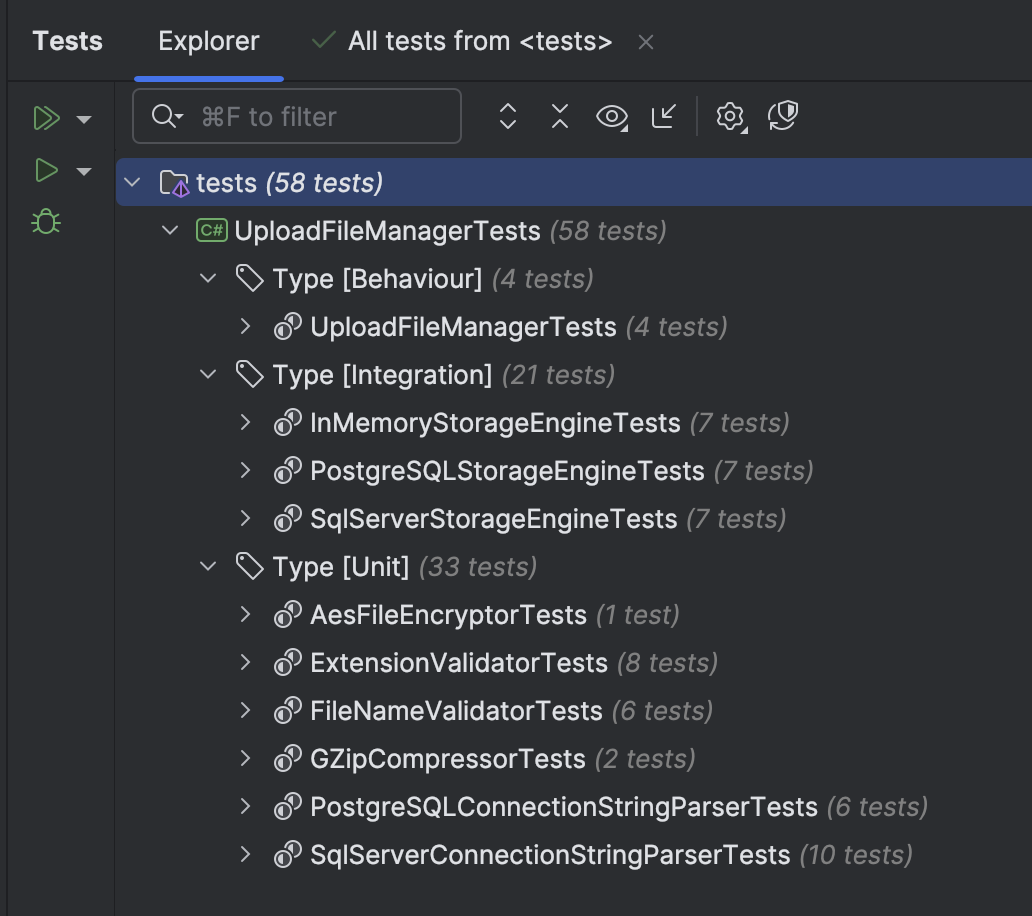 Tests Explorer All tests from <tests>
⌘F to filter
tests (58 tests)
C# UploadFileManagerTests (58 tests)
Type [Behaviour] (4 tests)
UploadFileManagerTests (4 tests)
Type [Integration] (21 tests)
InMemoryStorageEngineTests (7 tests)
PostgreSQLStorageEngineTests (7 tests)
SqlServerStorageEngineTests (7 tests)
Type [Unit] (33 tests)
AesFileEncryptorTests (1 test)
ExtensionValidatorTests (8 tests)
FileNameValidatorTests (6 tests)
GZipCompressorTests (2 tests)
PostgreSQLConnectionStringParserTests (6 tests)
SqlServerConnectionStringParserTests (10 tests)